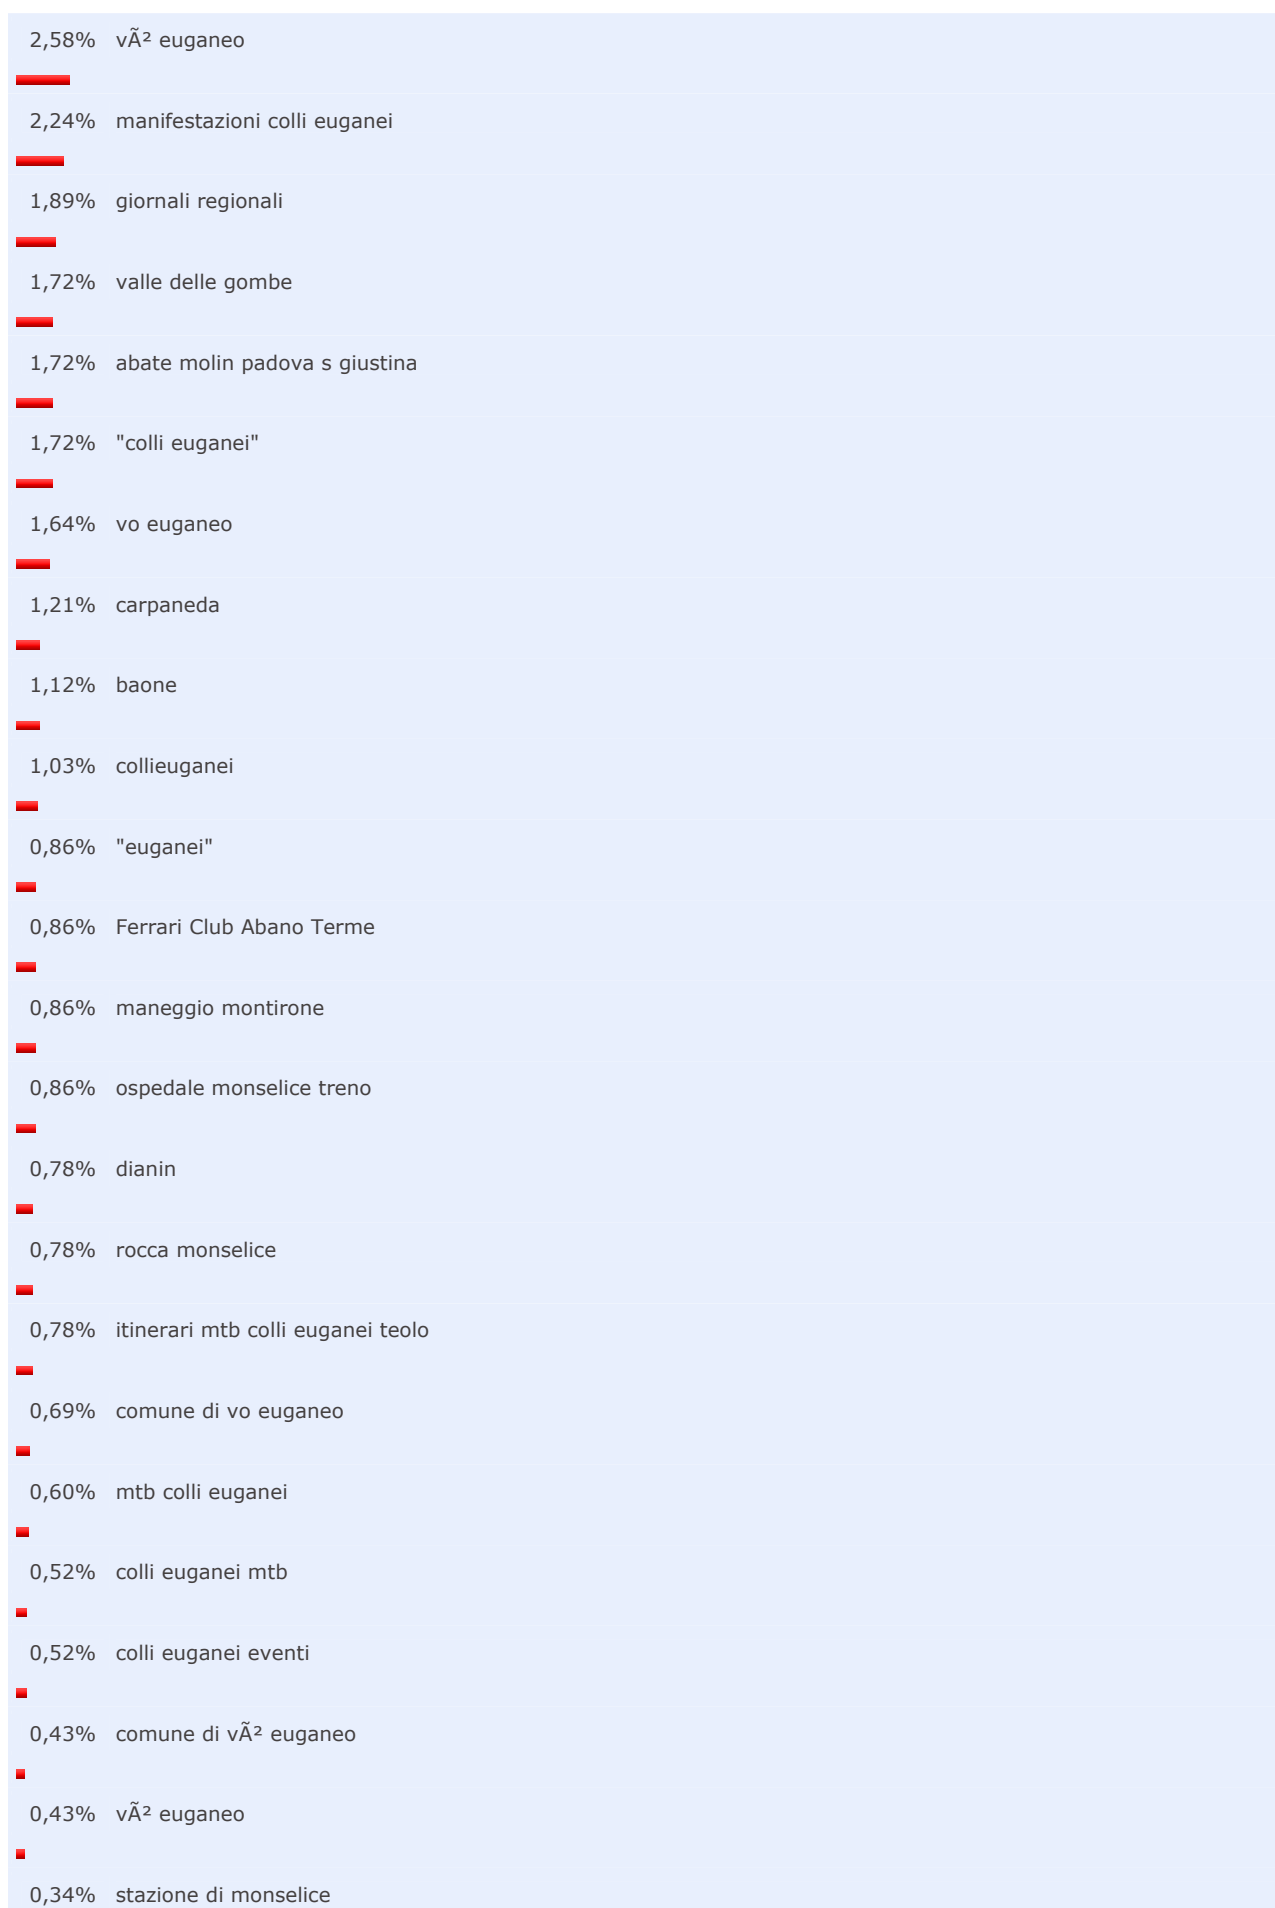 2,58% vÃ² euganeo
2,24% manifestazioni colli euganei
1,89% giornali regionali
1,72% valle delle gombe
1,72% abate molin padova s giustina
1,72% "colli euganei"
1,64% vo euganeo
1,21% carpaneda
1,12% baone
1,03% collieuganei
0,86% "euganei"
0,86% Ferrari Club Abano Terme
0,86% maneggio montirone
0,86% ospedale monselice treno
0,78% dianin
0,78% rocca monselice
0,78% itinerari mtb colli euganei teolo
0,69% comune di vo euganeo
0,60% mtb colli euganei
0,52% colli euganei mtb
0,52% colli euganei eventi
0,43% comune di vÃ² euganeo
0,43% vÃ² euganeo
0,34% stazione di monselice